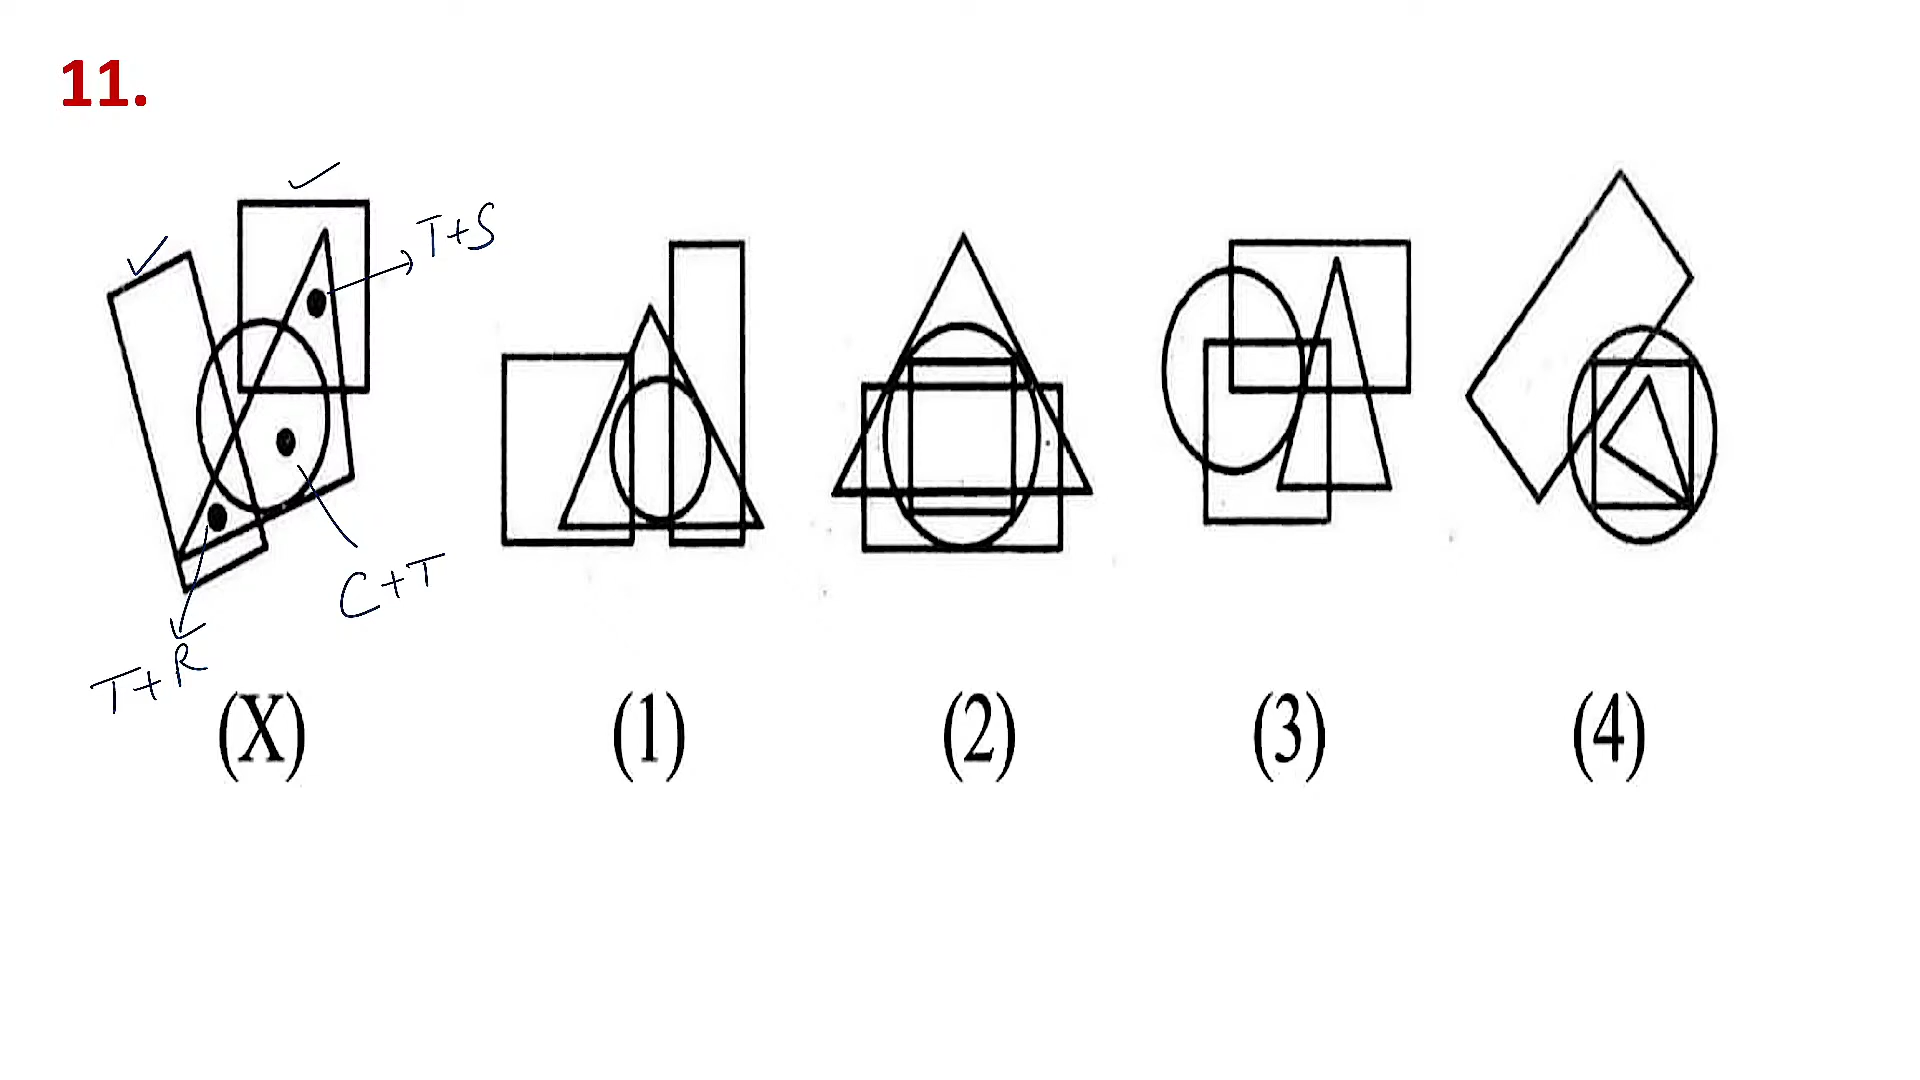 11.
T+S
C+T
T+R
(X) (1) (2) (3) (4)